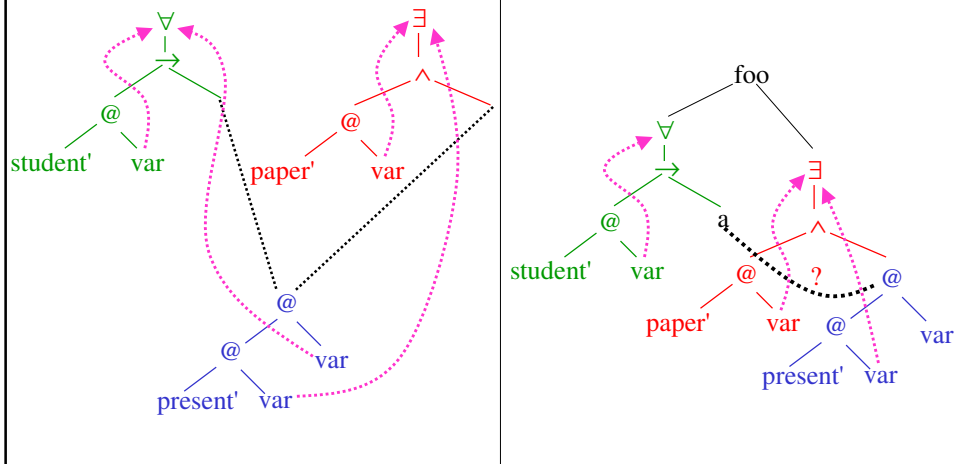 ∀
→
@
student' var
∃
∧
@
paper' var
@
@ var
present' var
foo
∀
→
@ a
student' var
∃
∧
@ ? @
paper' var @ var
present' var